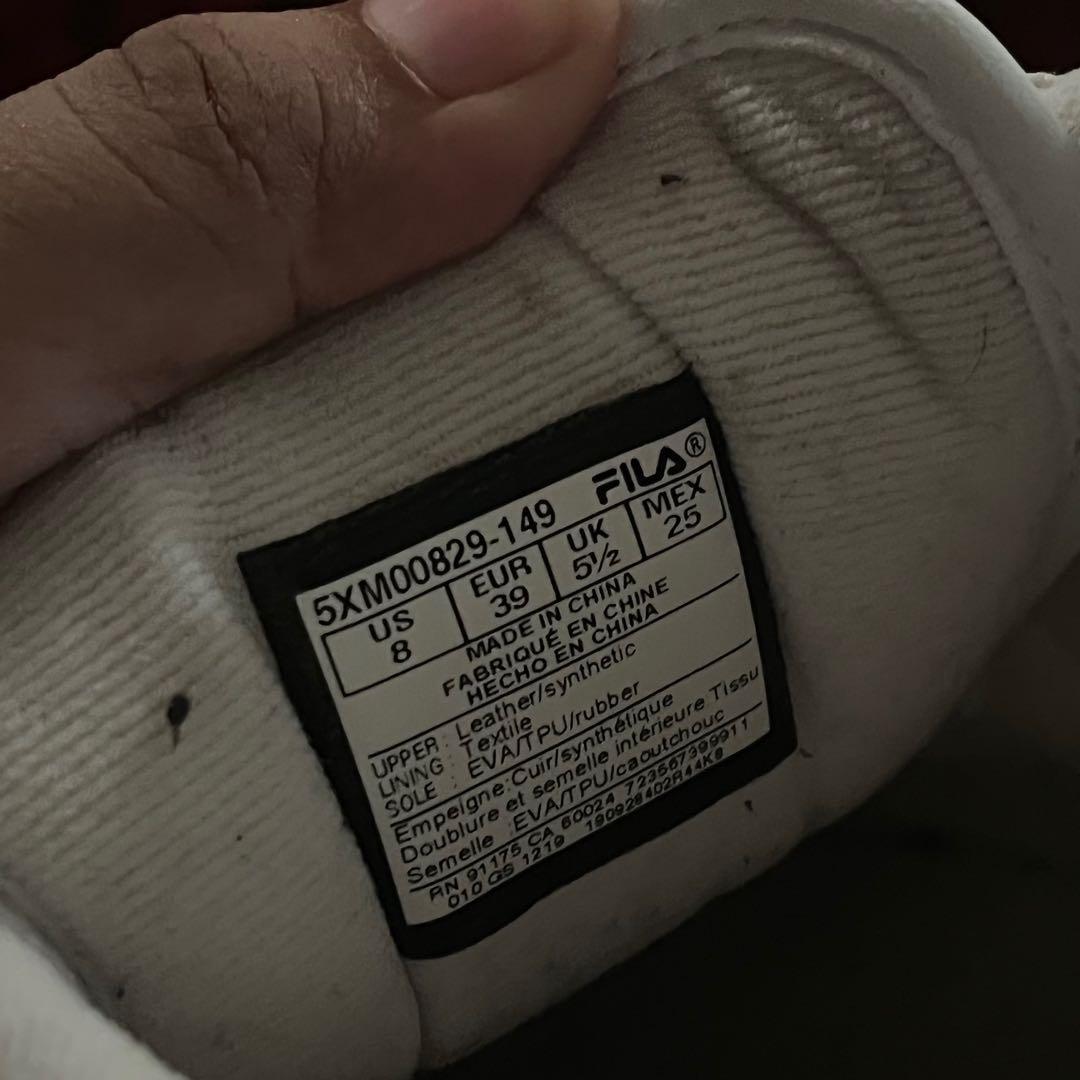 FILA®
5XM00829-149
US EUR UK MEX
8 39 5½ 25
MADE IN CHINA
FABRIQUÉ EN CHINE
HECHO EN CHINA
UPPER : Leather/synthetic
LINING : Textile
SOLE : EVA/TPU/rubber
Empeigne:Cuir/synthétique
Doublure et semelle intérieure Tissu
Semelle :EVA/TPU/caoutchouc
RN 91175 CA 60024 723567399911
010 GS 1219 190928402R44K8